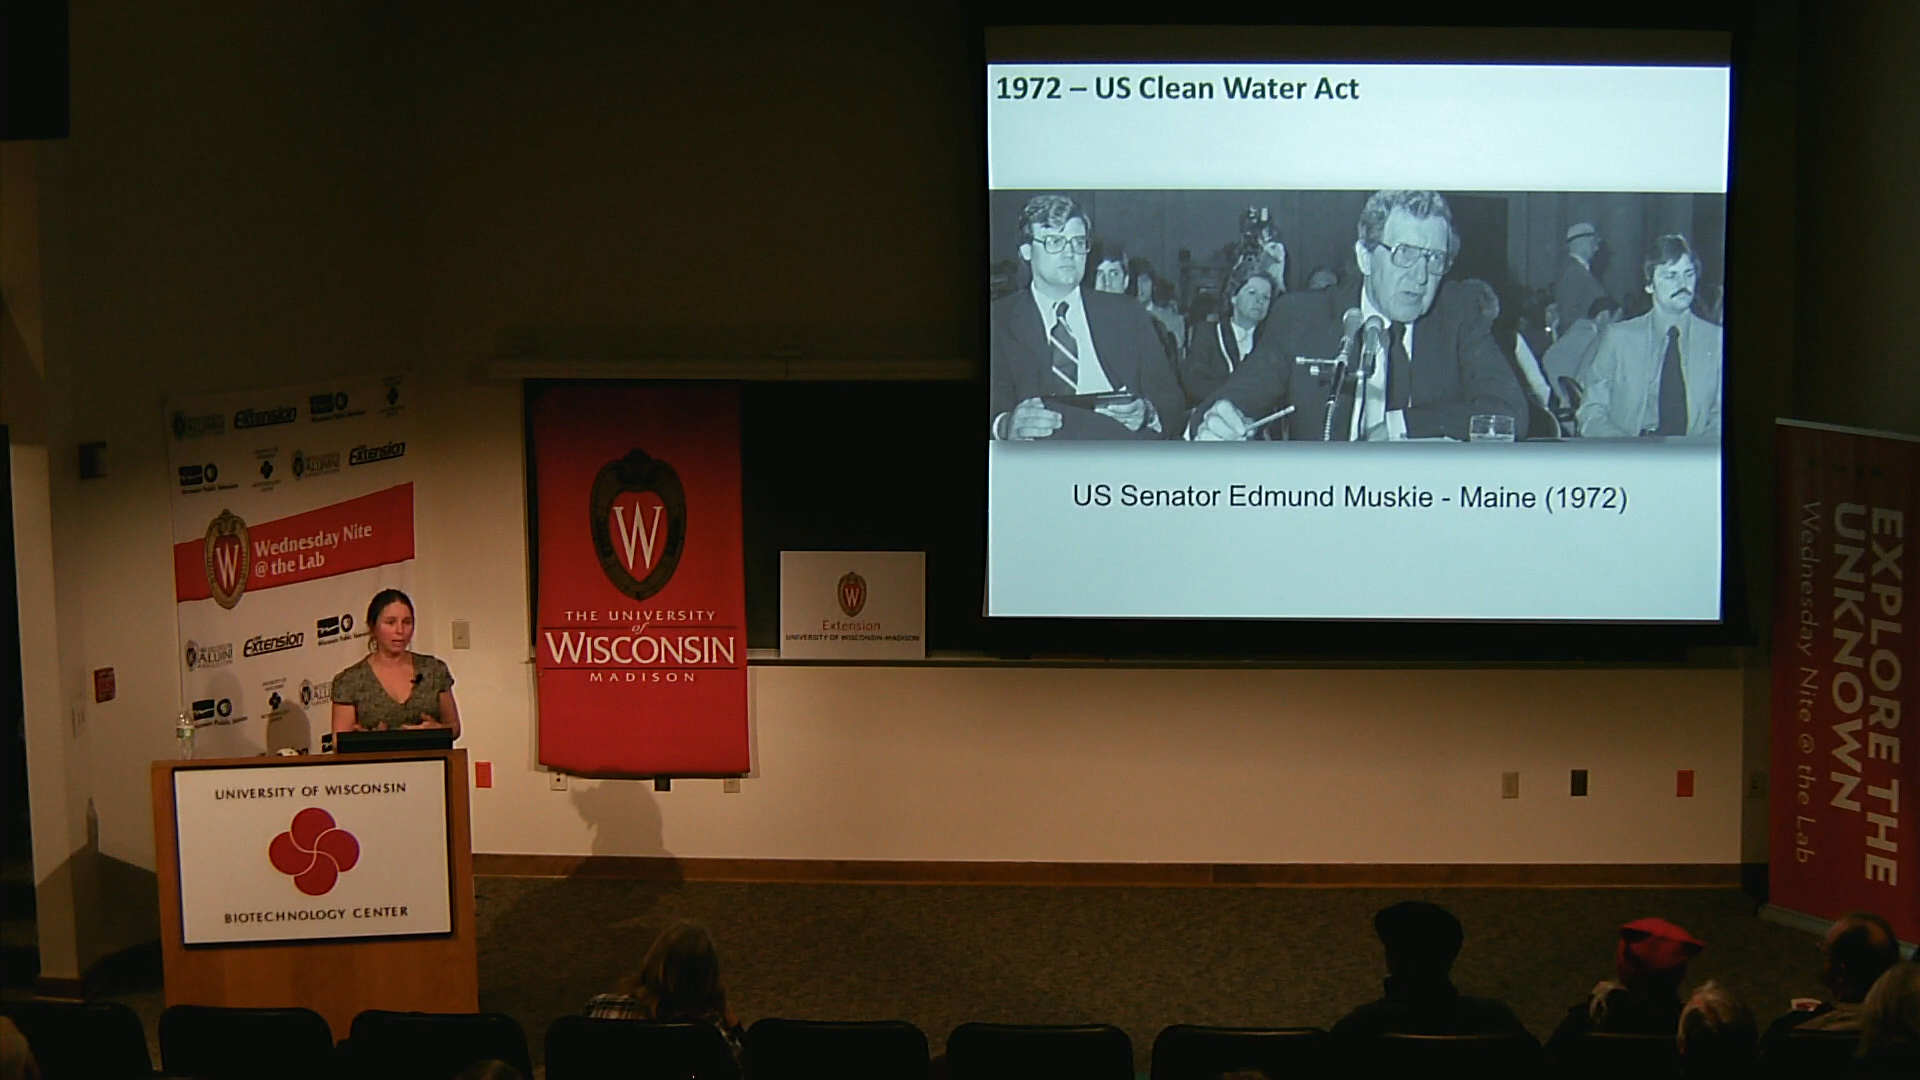 1972 – US Clean Water Act
US Senator Edmund Muskie - Maine (1972)
Extension
Extension
Wednesday Nite
@ the Lab
Extension
THE UNIVERSITY
of
WISCONSIN
MADISON
Extension
UNIVERSITY OF WISCONSIN-MADISON
UNIVERSITY OF WISCONSIN
BIOTECHNOLOGY CENTER
EXPLORE THE
UNKNOWN
Wednesday Nite @ the Lab